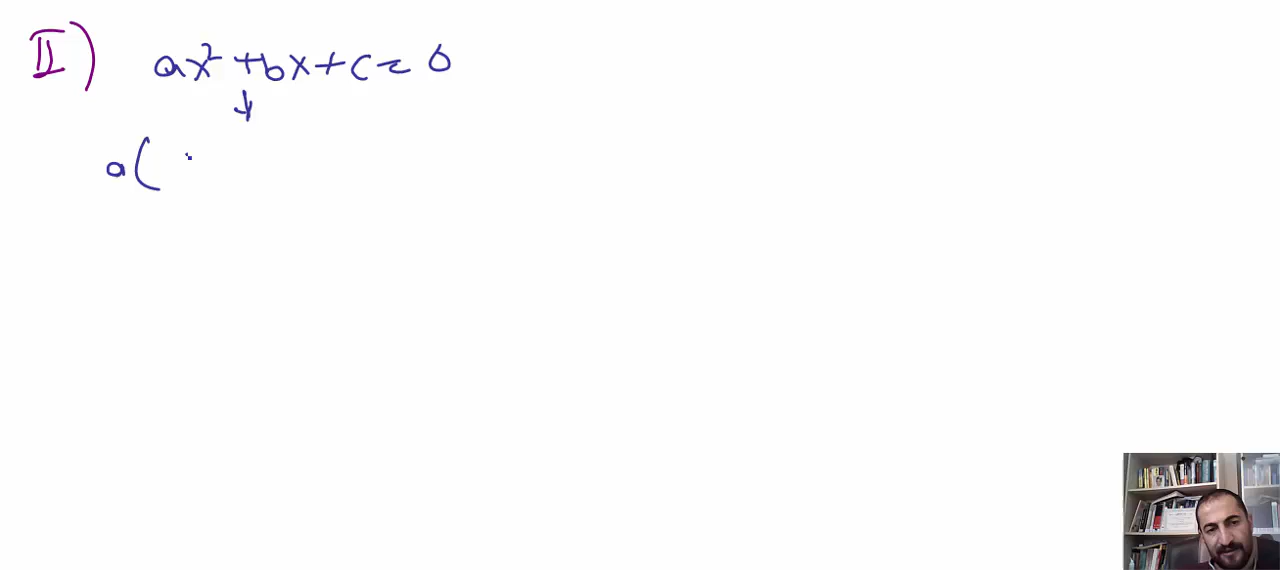 II) ax² + bx + c = 0
a(